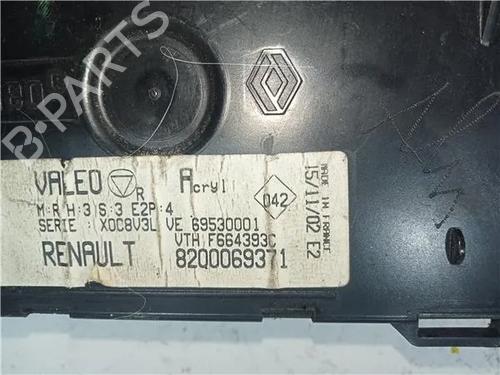 B-PARTS
VALEO R Acryl
M:R H:3 S:3 E2P:4
SERIE : XOC8V3L VE 69530001
VTH F664393C
RENAULT 8200069371
042
MADE IN FRANCE
15/11/02 E2